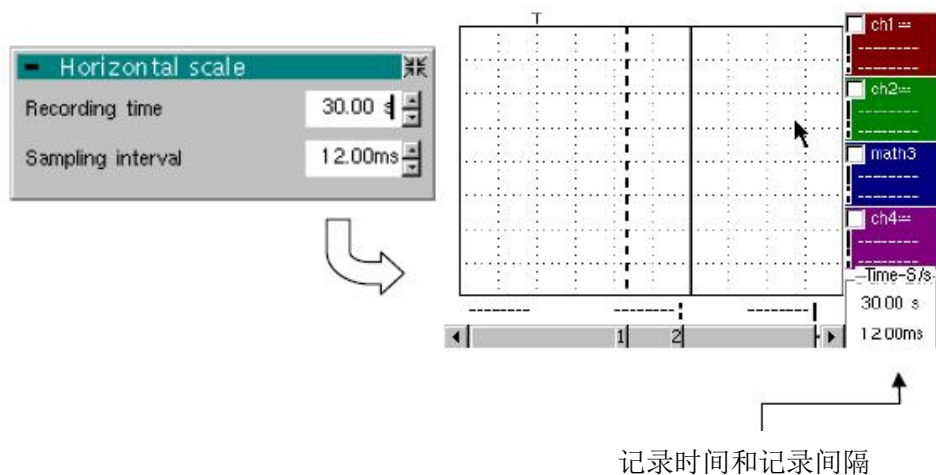 Horizontal scale
Recording time 30.00 s
Sampling interval 12.00ms
T
ch1
ch2
math3
ch4
Time-S/s
30.00 s
12.00ms
1 2
记录时间和记录间隔